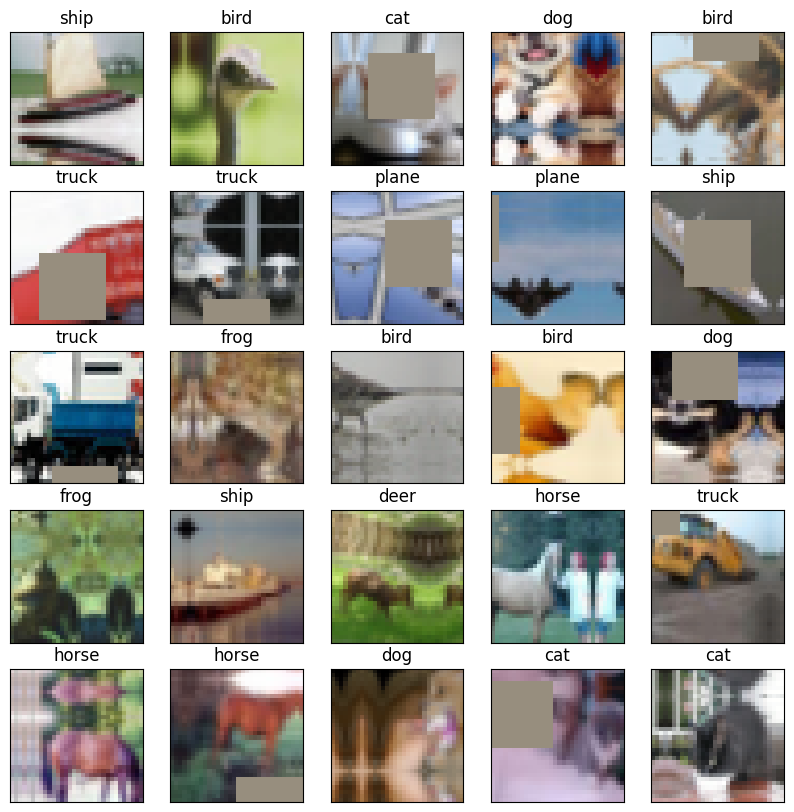 ship bird cat dog bird
truck truck plane plane ship
truck frog bird bird dog
frog ship deer horse truck
horse horse dog cat cat